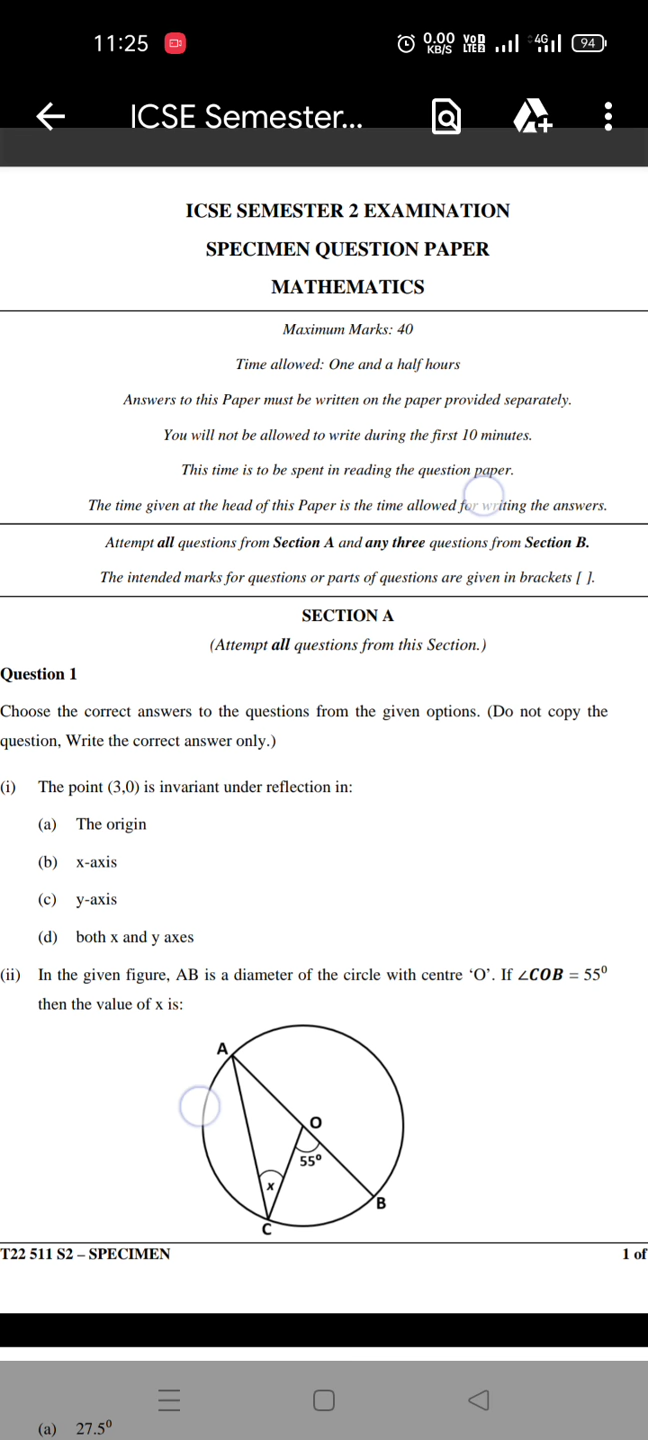 11:25
0.00 KB/S VoD LTE 4G 94
ICSE Semester...
ICSE SEMESTER 2 EXAMINATION
SPECIMEN QUESTION PAPER
MATHEMATICS
Maximum Marks: 40
Time allowed: One and a half hours
Answers to this Paper must be written on the paper provided separately.
You will not be allowed to write during the first 10 minutes.
This time is to be spent in reading the question paper.
The time given at the head of this Paper is the time allowed for writing the answers.
Attempt all questions from Section A and any three questions from Section B.
The intended marks for questions or parts of questions are given in brackets [ ].
SECTION A
(Attempt all questions from this Section.)
Question 1
Choose the correct answers to the questions from the given options. (Do not copy the
question, Write the correct answer only.)
(i) The point (3,0) is invariant under reflection in:
(a) The origin
(b) x-axis
(c) y-axis
(d) both x and y axes
(ii) In the given figure, AB is a diameter of the circle with centre ‘O’. If ∠COB = 55⁰
then the value of x is:
A
O
55⁰
x
B
C
T22 511 S2 – SPECIMEN 1 of
(a) 27.5⁰